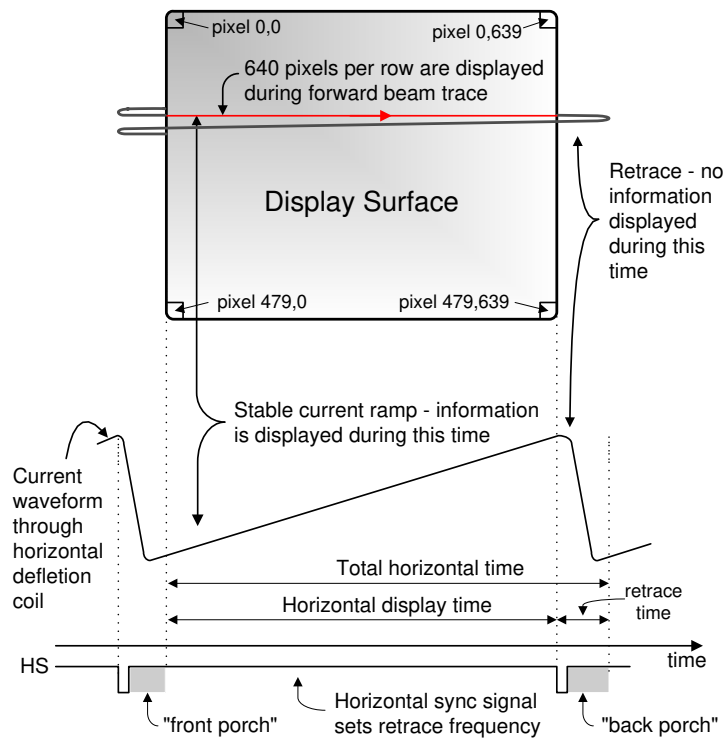 pixel 0,0
pixel 0,639
640 pixels per row are displayed
during forward beam trace
Retrace - no
information
displayed
during this
time
Display Surface
pixel 479,0
pixel 479,639
Stable current ramp - information
is displayed during this time
Current
waveform
through
horizontal
defletion
coil
Total horizontal time
Horizontal display time
retrace
time
time
HS
"front porch"
Horizontal sync signal
sets retrace frequency
"back porch"